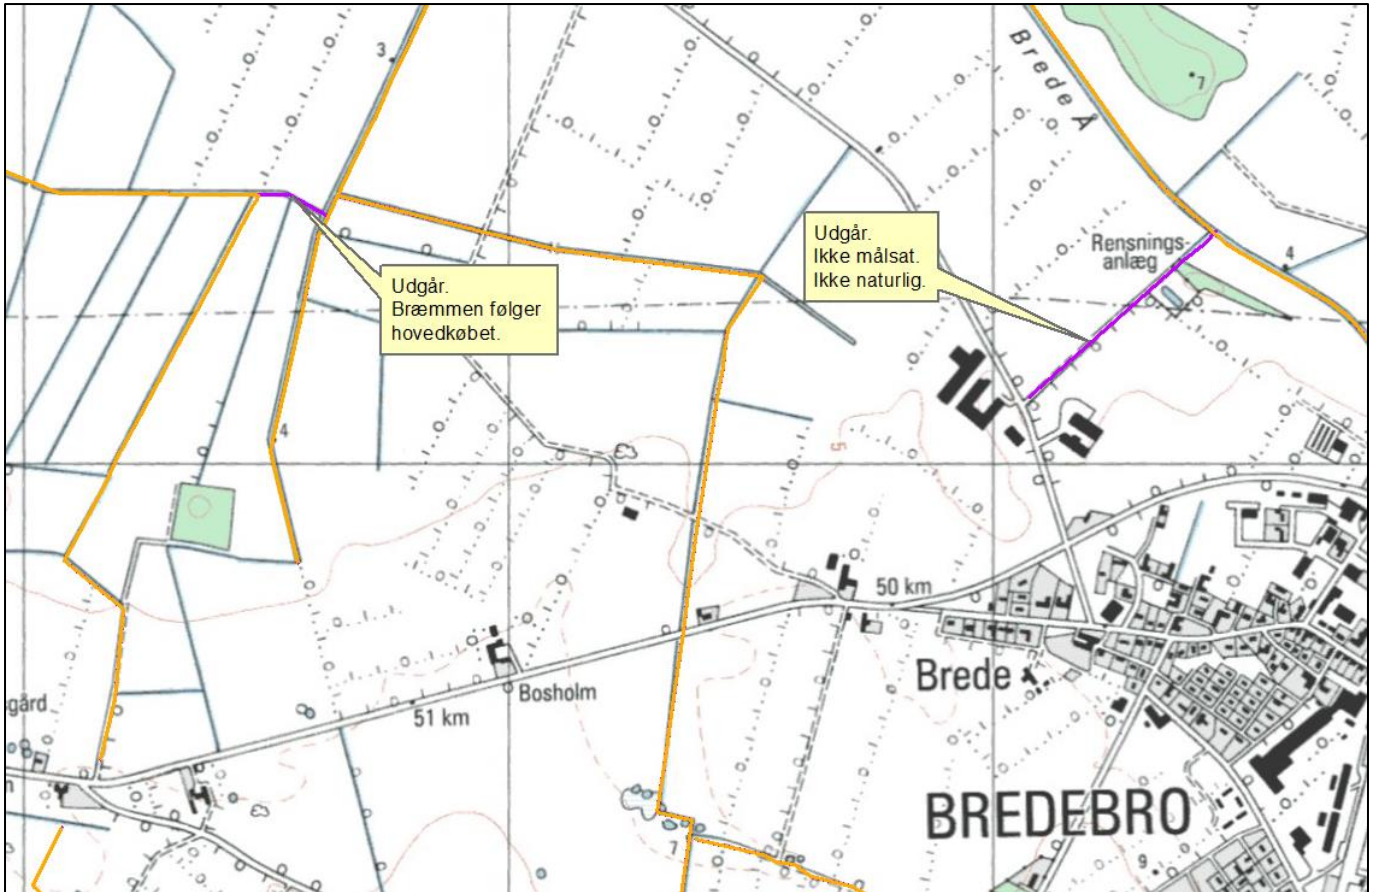 3
Brede Å
7
Udgår.
Ikke målsat.
Ikke naturlig.
Rensnings-
anlæg
4
Udgår.
Bræmmen følger
hovedkøbet.
4
5
50 km
Brede
Bosholm
gård
51 km
BREDEBRO
7
9